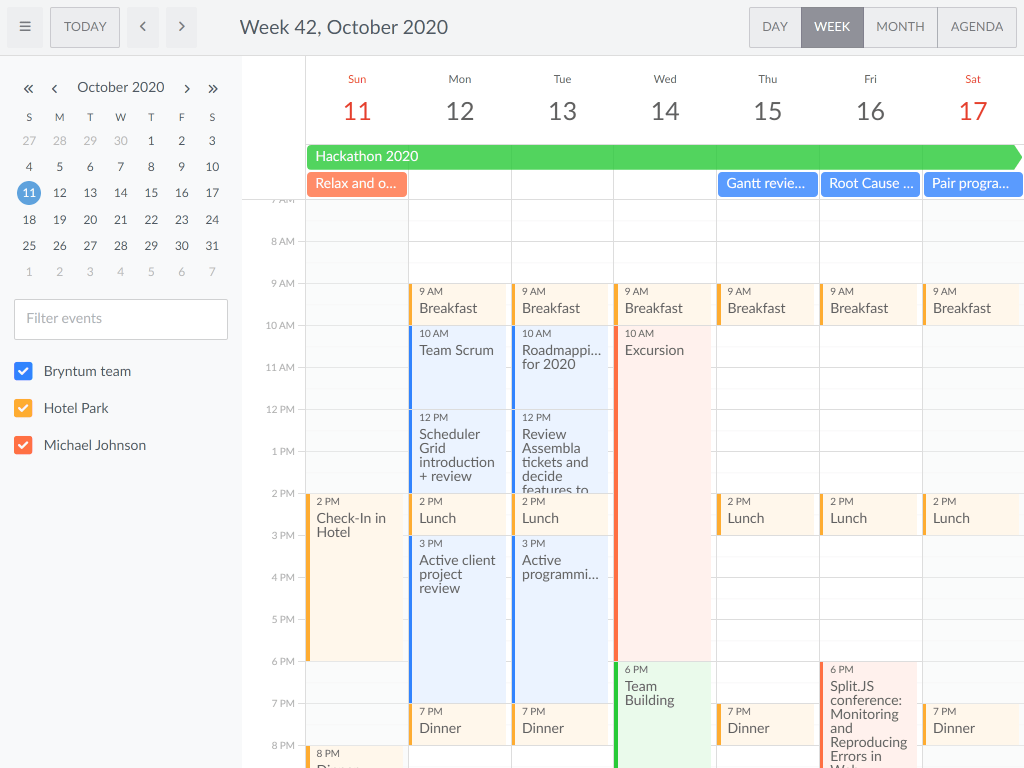 TODAY
Week 42, October 2020
DAY WEEK MONTH AGENDA
October 2020
S M T W T F S
27 28 29 30 1 2 3
4 5 6 7 8 9 10
11 12 13 14 15 16 17
18 19 20 21 22 23 24
25 26 27 28 29 30 31
1 2 3 4 5 6 7
Filter events
Bryntum team
Hotel Park
Michael Johnson
Sun Mon Tue Wed Thu Fri Sat
11 12 13 14 15 16 17
Hackathon 2020
Relax and o... Gantt revie... Root Cause ... Pair progra...
7 AM
8 AM
9 AM
10 AM
11 AM
12 PM
1 PM
2 PM
3 PM
4 PM
5 PM
6 PM
7 PM
8 PM
2 PM
Check-In in
Hotel
8 PM
Dinner
9 AM
Breakfast
10 AM
Team Scrum
12 PM
Scheduler
Grid
introduction
+ review
2 PM
Lunch
3 PM
Active client
project
review
7 PM
Dinner
9 AM
Breakfast
10 AM
Roadmappi...
for 2020
12 PM
Review
Assembla
tickets and
decide
features to
2 PM
Lunch
3 PM
Active
programmi...
7 PM
Dinner
9 AM
Breakfast
10 AM
Excursion
6 PM
Team
Building
9 AM
Breakfast
2 PM
Lunch
7 PM
Dinner
9 AM
Breakfast
2 PM
Lunch
6 PM
Split.JS
conference:
Monitoring
and
Reproducing
Errors in
9 AM
Breakfast
2 PM
Lunch
7 PM
Dinner